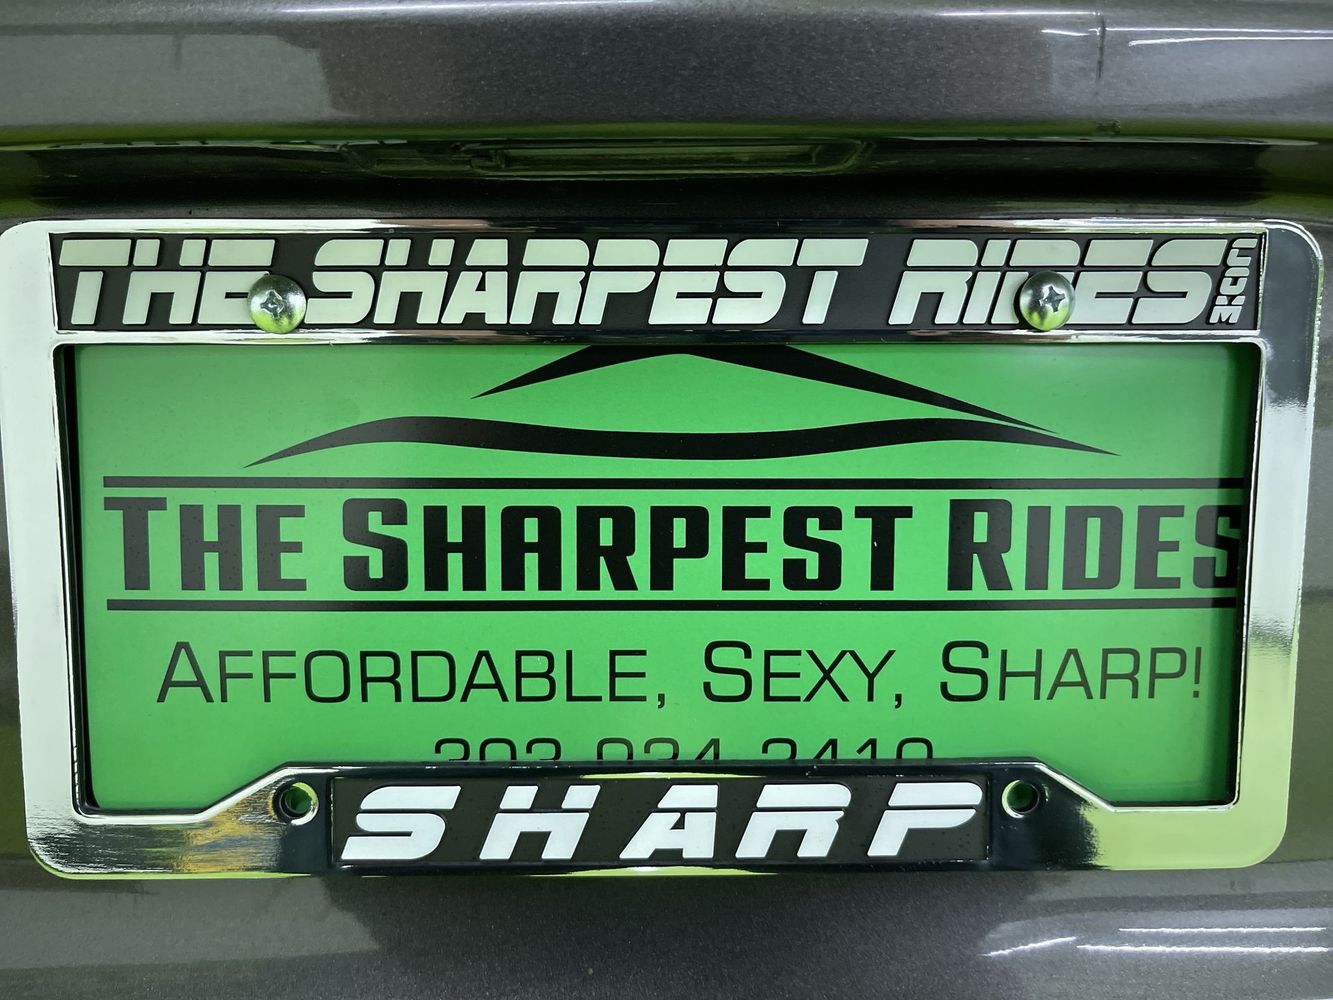 THE SHARPEST RIDES.COM
THE SHARPEST RIDES
AFFORDABLE, SEXY, SHARP!
SHARP